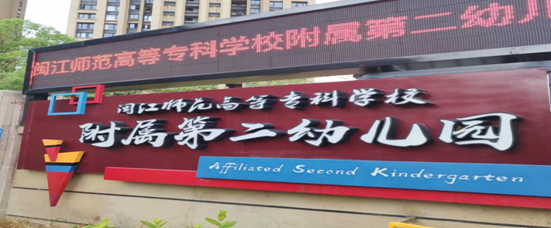 闽江师范高等专科学校附属第二幼儿
闽江师范高等专科学校
附属第二幼儿园
Affiliated Second Kindergarten